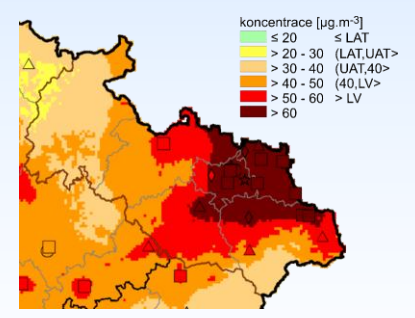 koncentrace [µg.m-3]
≤ 20 ≤ LAT
> 20 - 30 (LAT,UAT>
> 30 - 40 (UAT,40>
> 40 - 50 (40,LV>
> 50 - 60 > LV
> 60